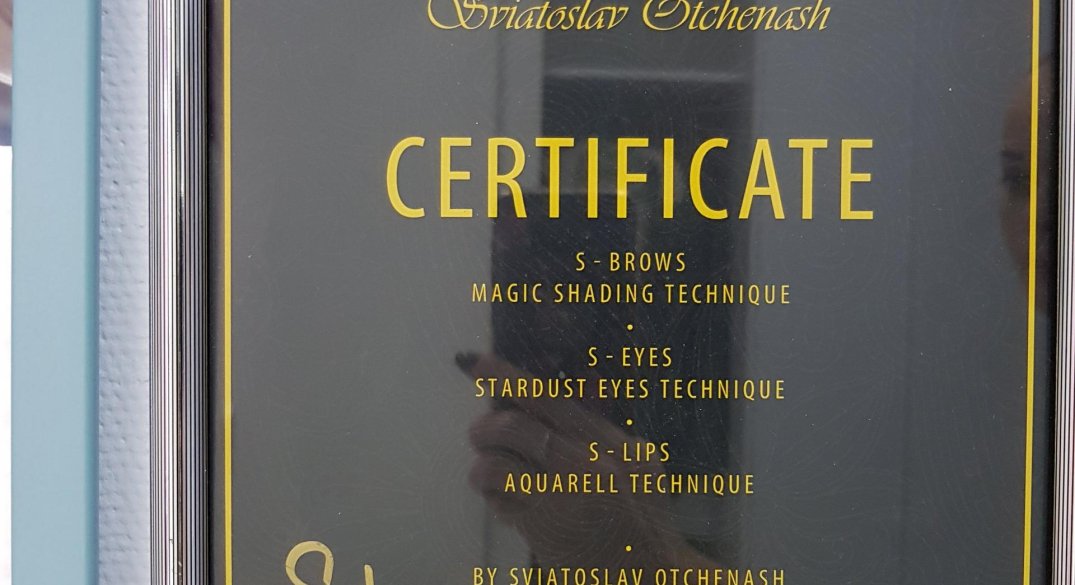 Sviatoslav Otchenash
CERTIFICATE
S - BROWS
MAGIC SHADING TECHNIQUE
•
S - EYES
STARDUST EYES TECHNIQUE
•
S - LIPS
AQUARELL TECHNIQUE
•
BY SVIATOSLAV OTCHENASH